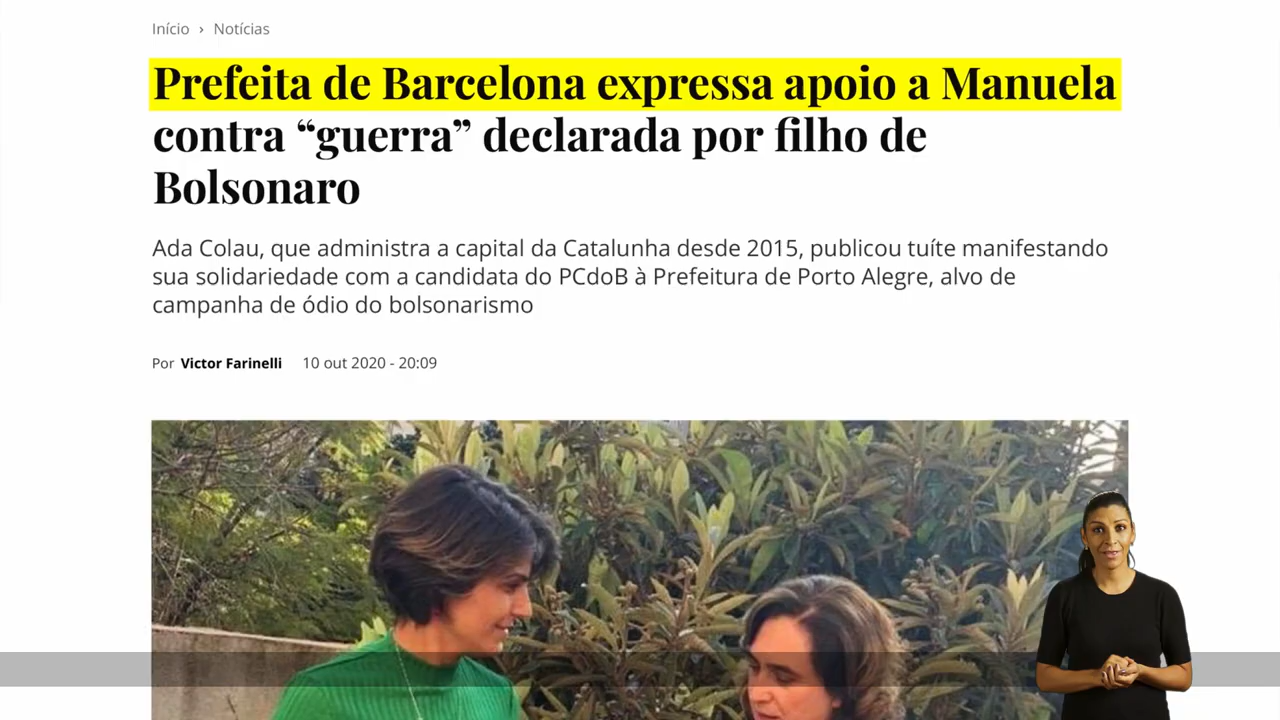 Início › Notícias
Prefeita de Barcelona expressa apoio a Manuela
contra “guerra” declarada por filho de
Bolsonaro
Ada Colau, que administra a capital da Catalunha desde 2015, publicou tuíte manifestando
sua solidariedade com a candidata do PCdoB à Prefeitura de Porto Alegre, alvo de
campanha de ódio do bolsonarismo
Por Victor Farinelli 10 out 2020 - 20:09